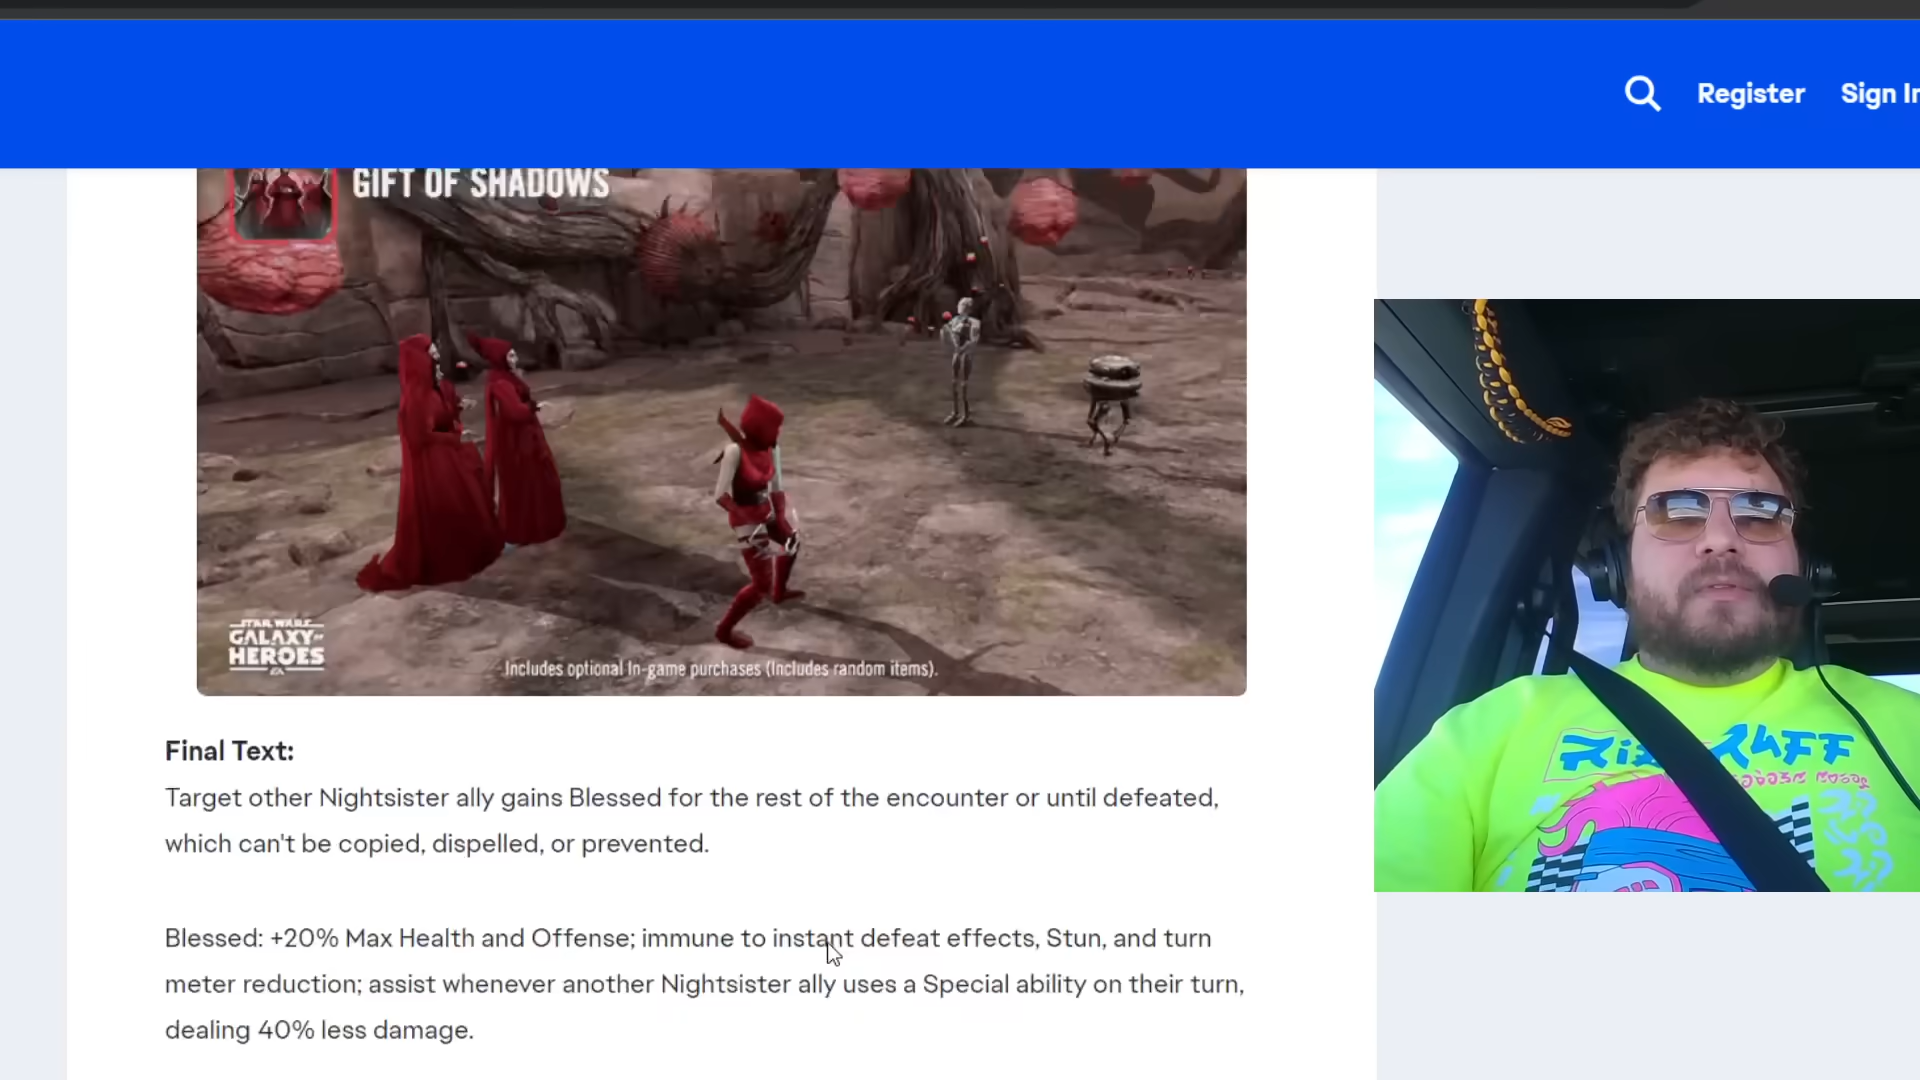 Register
Sign In
GIFT OF SHADOWS
STAR WARS
GALAXY OF
HEROES
Includes optional In-game purchases (Includes random items).
Final Text:
Target other Nightsister ally gains Blessed for the rest of the encounter or until defeated,
which can't be copied, dispelled, or prevented.
Blessed: +20% Max Health and Offense; immune to instant defeat effects, Stun, and turn
meter reduction; assist whenever another Nightsister ally uses a Special ability on their turn,
dealing 40% less damage.